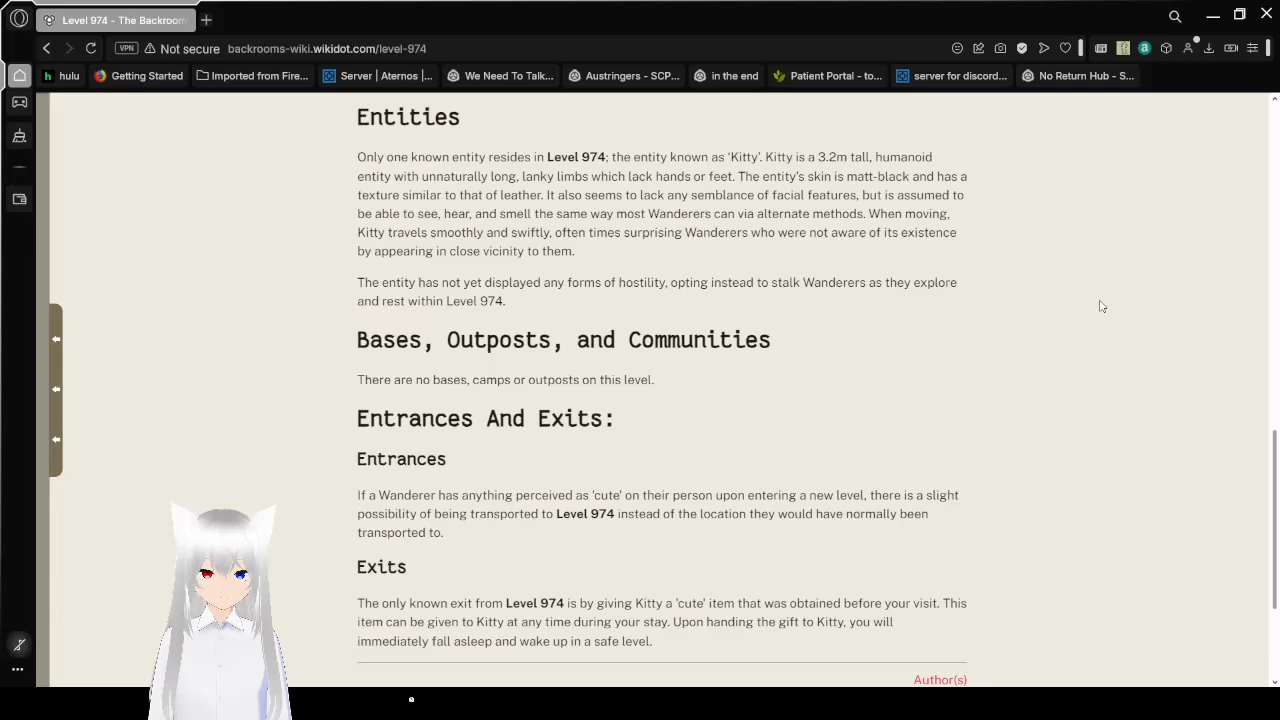 Level 974 - The Backroom
VPN
Not secure
backrooms-wiki.wikidot.com/level-974
hulu
Getting Started
Imported from Fire...
Server | Aternos |...
We Need To Talk...
Austringers - SCP...
in the end
Patient Portal - to...
server for discord...
No Return Hub - S...
Entities
Only one known entity resides in Level 974; the entity known as ‘Kitty’. Kitty is a 3.2m tall, humanoid
entity with unnaturally long, lanky limbs which lack hands or feet. The entity’s skin is matt-black and has a
texture similar to that of leather. It also seems to lack any semblance of facial features, but is assumed to
be able to see, hear, and smell the same way most Wanderers can via alternate methods. When moving,
Kitty travels smoothly and swiftly, often times surprising Wanderers who were not aware of its existence
by appearing in close vicinity to them.
The entity has not yet displayed any forms of hostility, opting instead to stalk Wanderers as they explore
and rest within Level 974.
Bases, Outposts, and Communities
There are no bases, camps or outposts on this level.
Entrances And Exits:
Entrances
If a Wanderer has anything perceived as 'cute' on their person upon entering a new level, there is a slight
possibility of being transported to Level 974 instead of the location they would have normally been
transported to.
Exits
The only known exit from Level 974 is by giving Kitty a 'cute' item that was obtained before your visit. This
item can be given to Kitty at any time during your stay. Upon handing the gift to Kitty, you will
immediately fall asleep and wake up in a safe level.
Author(s)